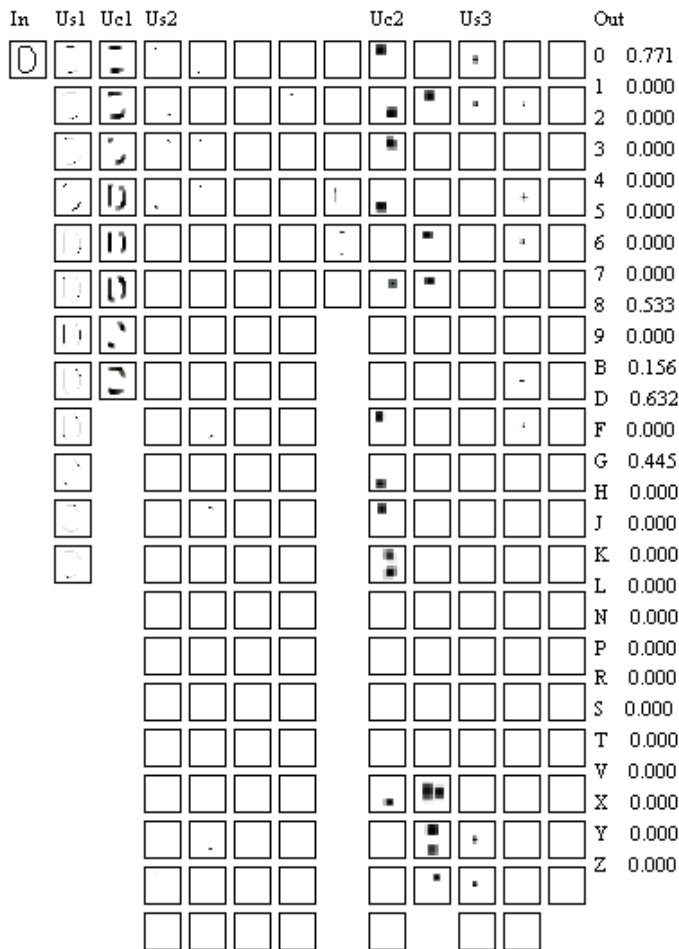 In Us1 Uc1 Us2 Uc2 Us3 Out
0 0.771
1 0.000
2 0.000
3 0.000
4 0.000
5 0.000
6 0.000
7 0.000
8 0.533
9 0.000
B 0.156
D 0.632
F 0.000
G 0.445
H 0.000
J 0.000
K 0.000
L 0.000
N 0.000
P 0.000
R 0.000
S 0.000
T 0.000
V 0.000
X 0.000
Y 0.000
Z 0.000